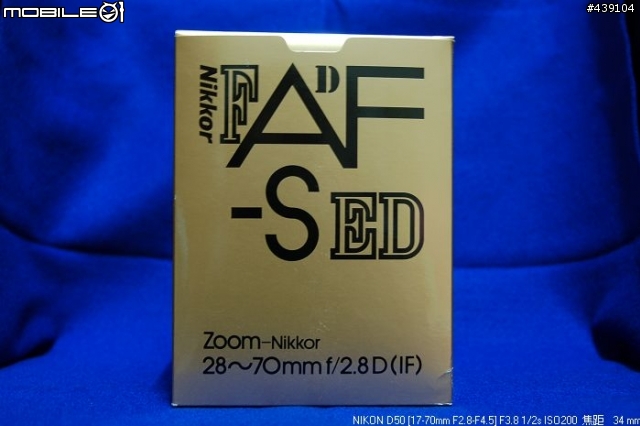 MOBILE01
#439104
Nikkor
F AF D
-S ED
Zoom-Nikkor
28～70mm f/2.8D(IF)
NIKON D50 [17-70mm F2.8-F4.5] F3.8 1/2s ISO200 焦距 34 mm